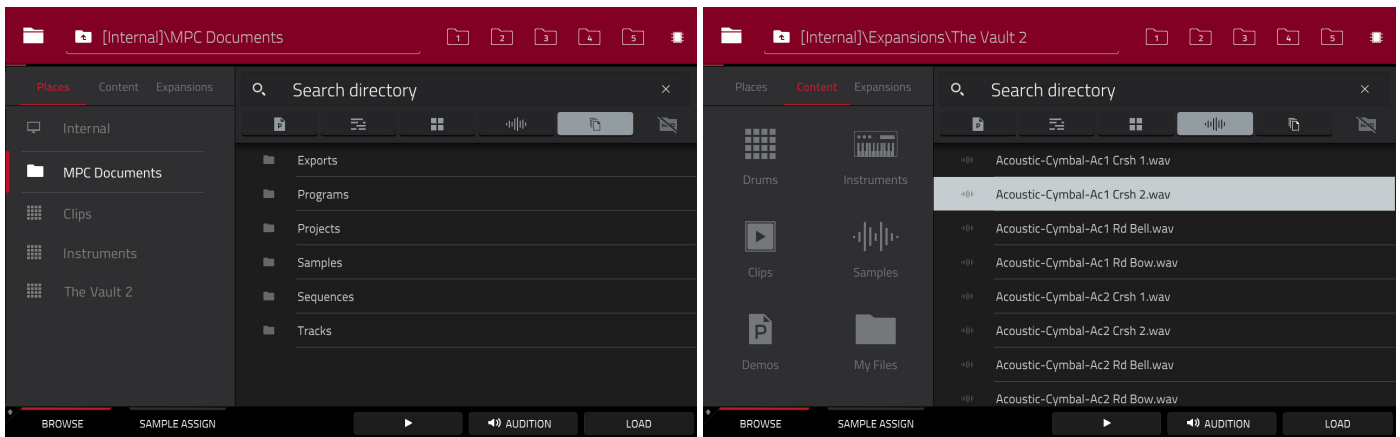 [Internal]\MPC Documents
1 2 3 4 5
Places Content Expansions
Search directory
Internal
MPC Documents
Clips
Instruments
The Vault 2
P
Exports
Programs
Projects
Samples
Sequences
Tracks
BROWSE SAMPLE ASSIGN AUDITION LOAD
[Internal]\Expansions\The Vault 2
1 2 3 4 5
Places Content Expansions
Search directory
Drums Instruments
Clips Samples
P
Demos My Files
P
Acoustic-Cymbal-Ac1 Crsh 1.wav
Acoustic-Cymbal-Ac1 Crsh 2.wav
Acoustic-Cymbal-Ac1 Rd Bell.wav
Acoustic-Cymbal-Ac1 Rd Bow.wav
Acoustic-Cymbal-Ac2 Crsh 1.wav
Acoustic-Cymbal-Ac2 Crsh 2.wav
Acoustic-Cymbal-Ac2 Rd Bell.wav
Acoustic-Cymbal-Ac2 Rd Bow.wav
BROWSE SAMPLE ASSIGN AUDITION LOAD